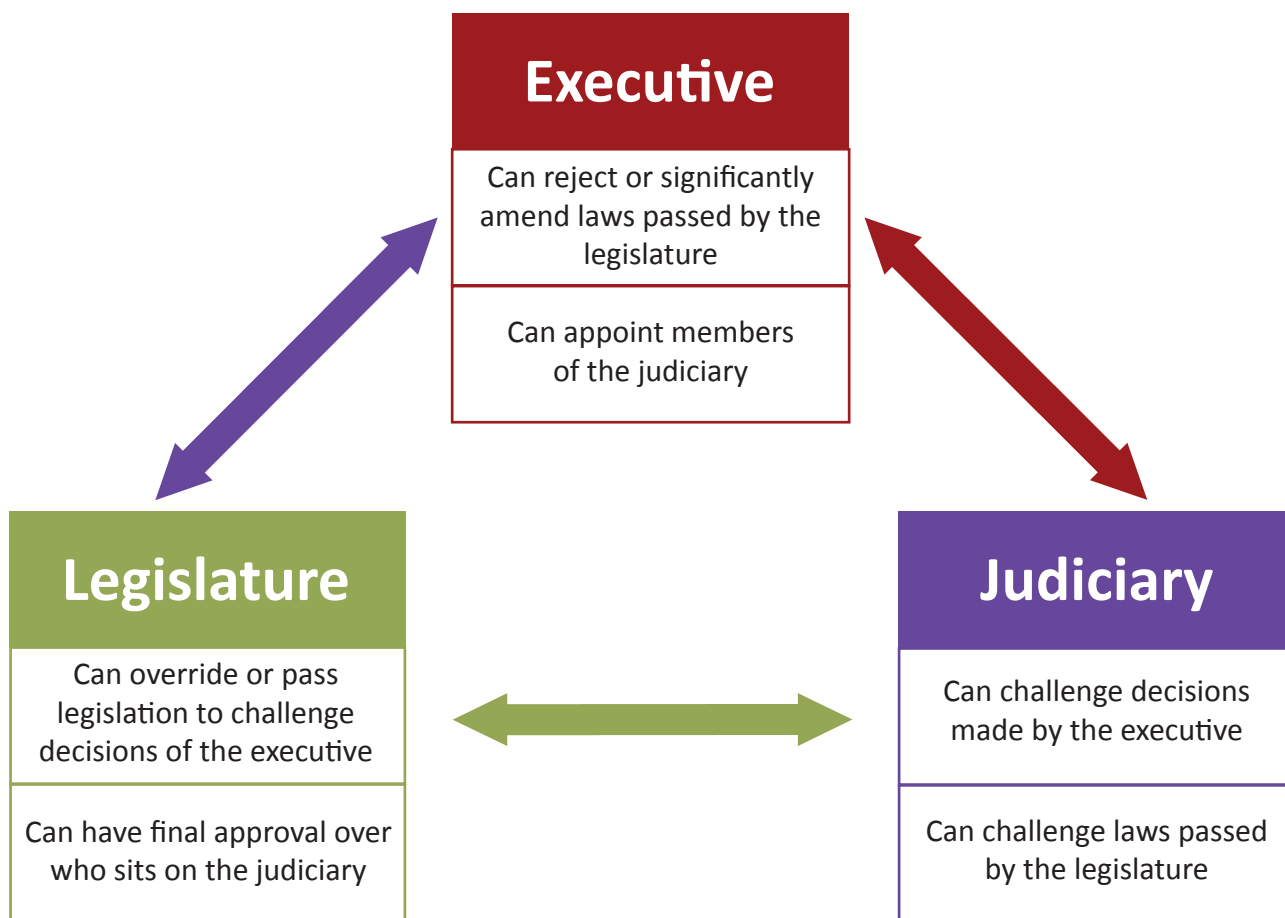 Executive
Can reject or significantly
amend laws passed by the
legislature
Can appoint members
of the judiciary
Legislature
Can override or pass
legislation to challenge
decisions of the executive
Can have final approval over
who sits on the judiciary
Judiciary
Can challenge decisions
made by the executive
Can challenge laws passed
by the legislature